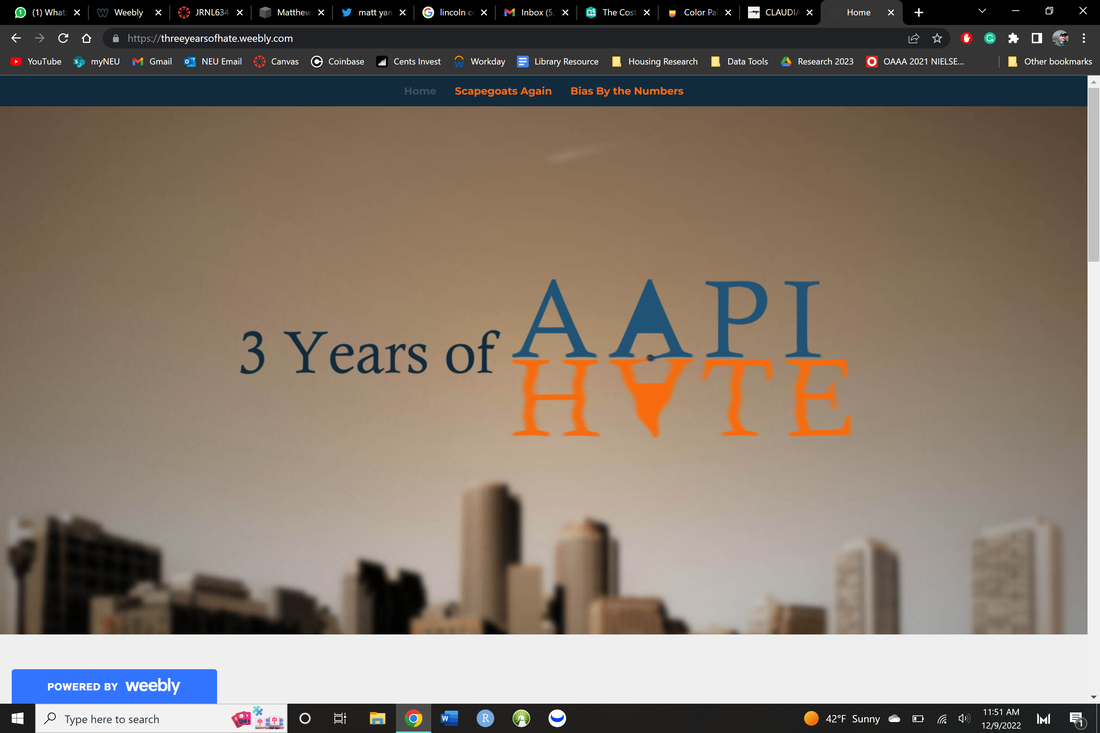 (1) What
Weebly
JRNL634
Matthew
matt yan
lincoln c
Inbox (5,
The Cost
Color Pal
CLAUDIA
Home
https://threeyearsofhate.weebly.com
YouTube
myNEU
Gmail
NEU Email
Canvas
Coinbase
Cents Invest
Workday
Library Resource
Housing Research
Data Tools
Research 2023
OAAA 2021 NIELSE...
Other bookmarks
Home
Scapegoats Again
Bias By the Numbers
3 Years of AAPI
HATE
POWERED BY weebly
Type here to search
42°F Sunny
11:51 AM
12/9/2022
1